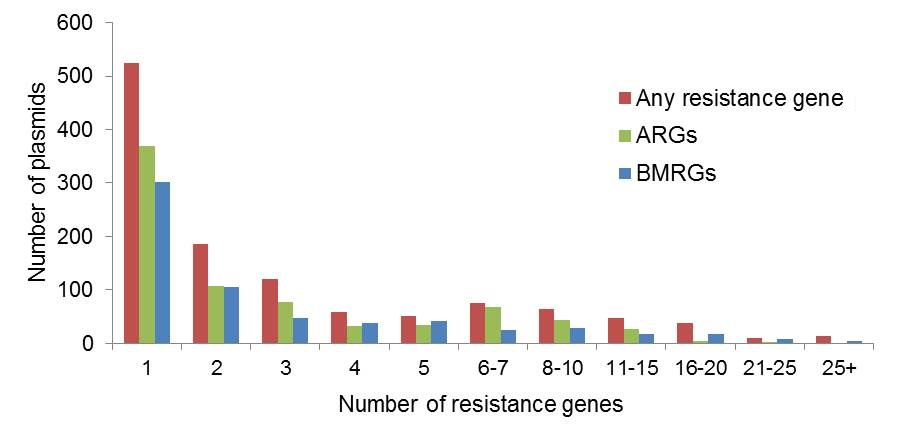 600
500
400
300
200
100
0
Number of plasmids
Any resistance gene
ARGs
BMRGs
1 2 3 4 5 6-7 8-10 11-15 16-20 21-25 25+
Number of resistance genes